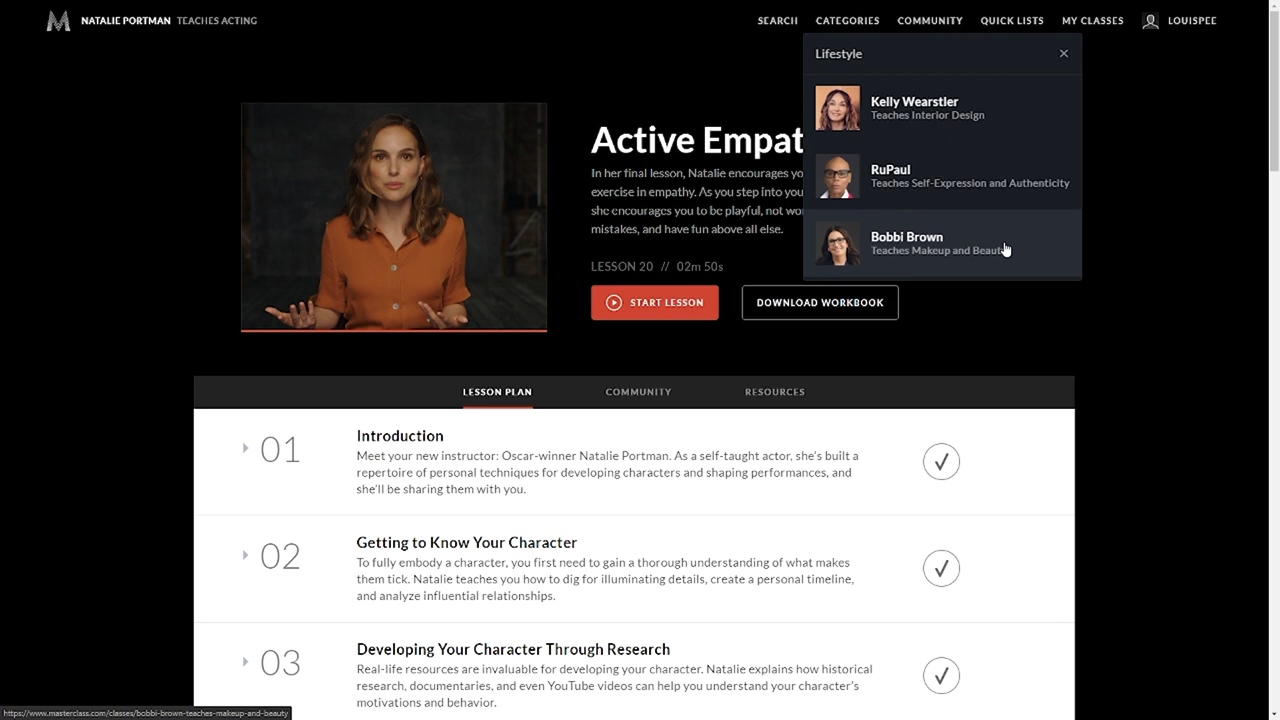 NATALIE PORTMAN TEACHES ACTING
SEARCH CATEGORIES COMMUNITY QUICK LISTS MY CLASSES LOUISPEE
Lifestyle
Kelly Wearstler
Teaches Interior Design
RuPaul
Teaches Self-Expression and Authenticity
Bobbi Brown
Teaches Makeup and Beaut
Active Empat
In her final lesson, Natalie encourages yo
exercise in empathy. As you step into you
she encourages you to be playful, not wo
mistakes, and have fun above all else.
LESSON 20 // 02m 50s
START LESSON DOWNLOAD WORKBOOK
LESSON PLAN COMMUNITY RESOURCES
01 Introduction
Meet your new instructor: Oscar-winner Natalie Portman. As a self-taught actor, she's built a
repertoire of personal techniques for developing characters and shaping performances, and
she'll be sharing them with you.
02 Getting to Know Your Character
To fully embody a character, you first need to gain a thorough understanding of what makes
them tick. Natalie teaches you how to dig for illuminating details, create a personal timeline,
and analyze influential relationships.
03 Developing Your Character Through Research
Real-life resources are invaluable for developing your character. Natalie explains how historical
research, documentaries, and even YouTube videos can help you understand your character's
motivations and behavior.
https://www.masterclass.com/classes/bobbi-brown-teaches-makeup-and-beauty